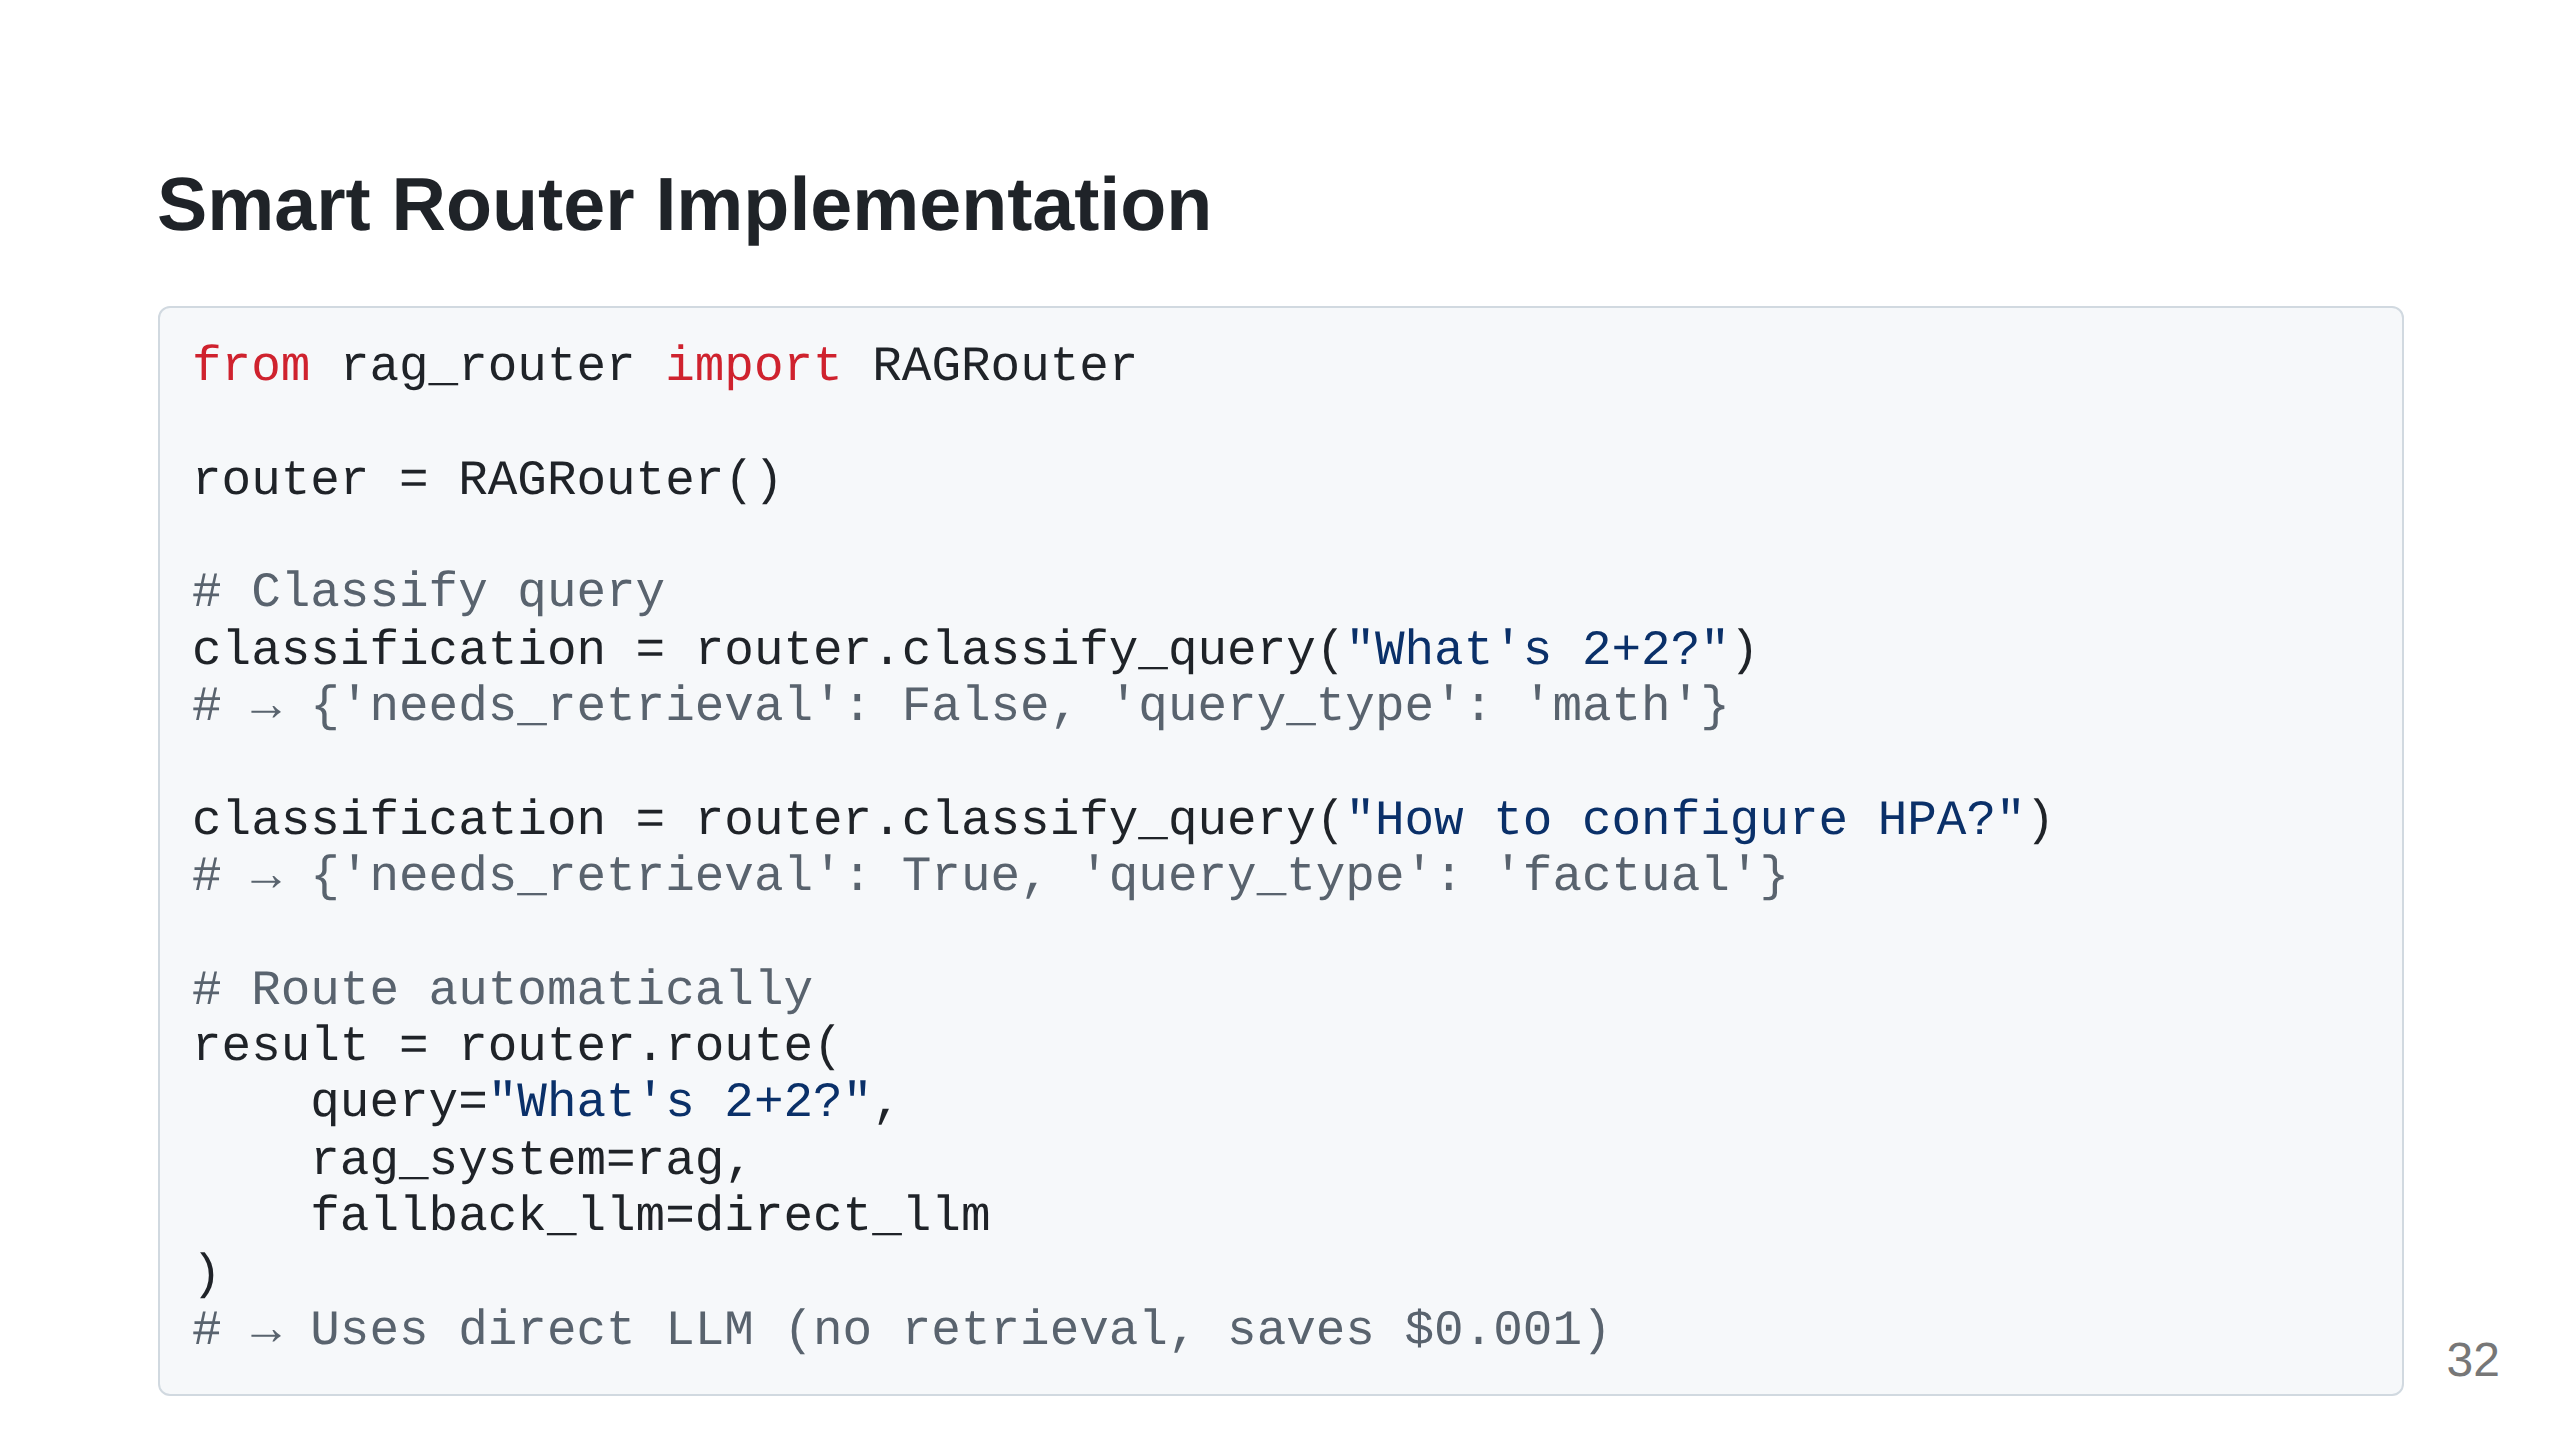 Smart Router Implementation
from rag_router import RAGRouter
router = RAGRouter()
# Classify query
classification = router.classify_query("What's 2+2?")
# → {'needs_retrieval': False, 'query_type': 'math'}
classification = router.classify_query("How to configure HPA?")
# → {'needs_retrieval': True, 'query_type': 'factual'}
# Route automatically
result = router.route(
    query="What's 2+2?",
    rag_system=rag,
    fallback_llm=direct_llm
)
# → Uses direct LLM (no retrieval, saves $0.001)
32